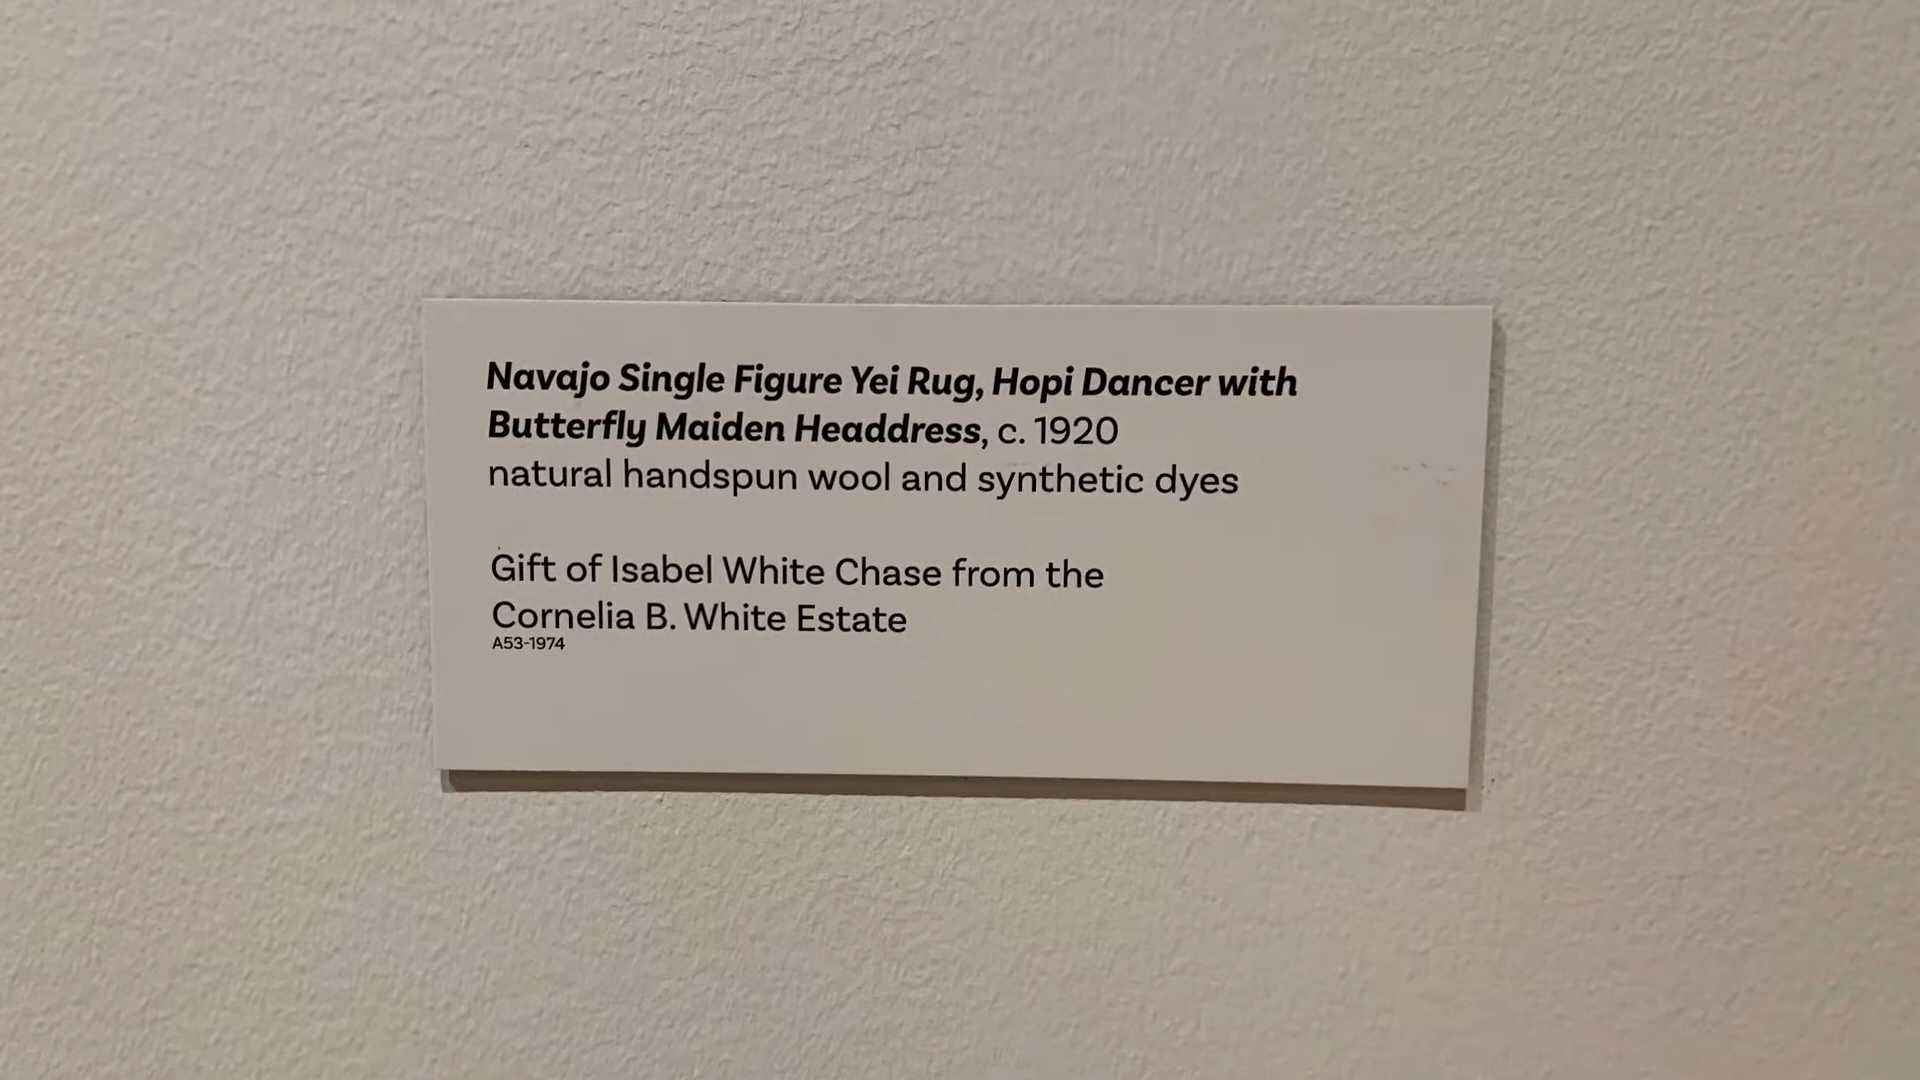 Navajo Single Figure Yei Rug, Hopi Dancer with
Butterfly Maiden Headdress, c. 1920
natural handspun wool and synthetic dyes
Gift of Isabel White Chase from the
Cornelia B. White Estate
A53-1974